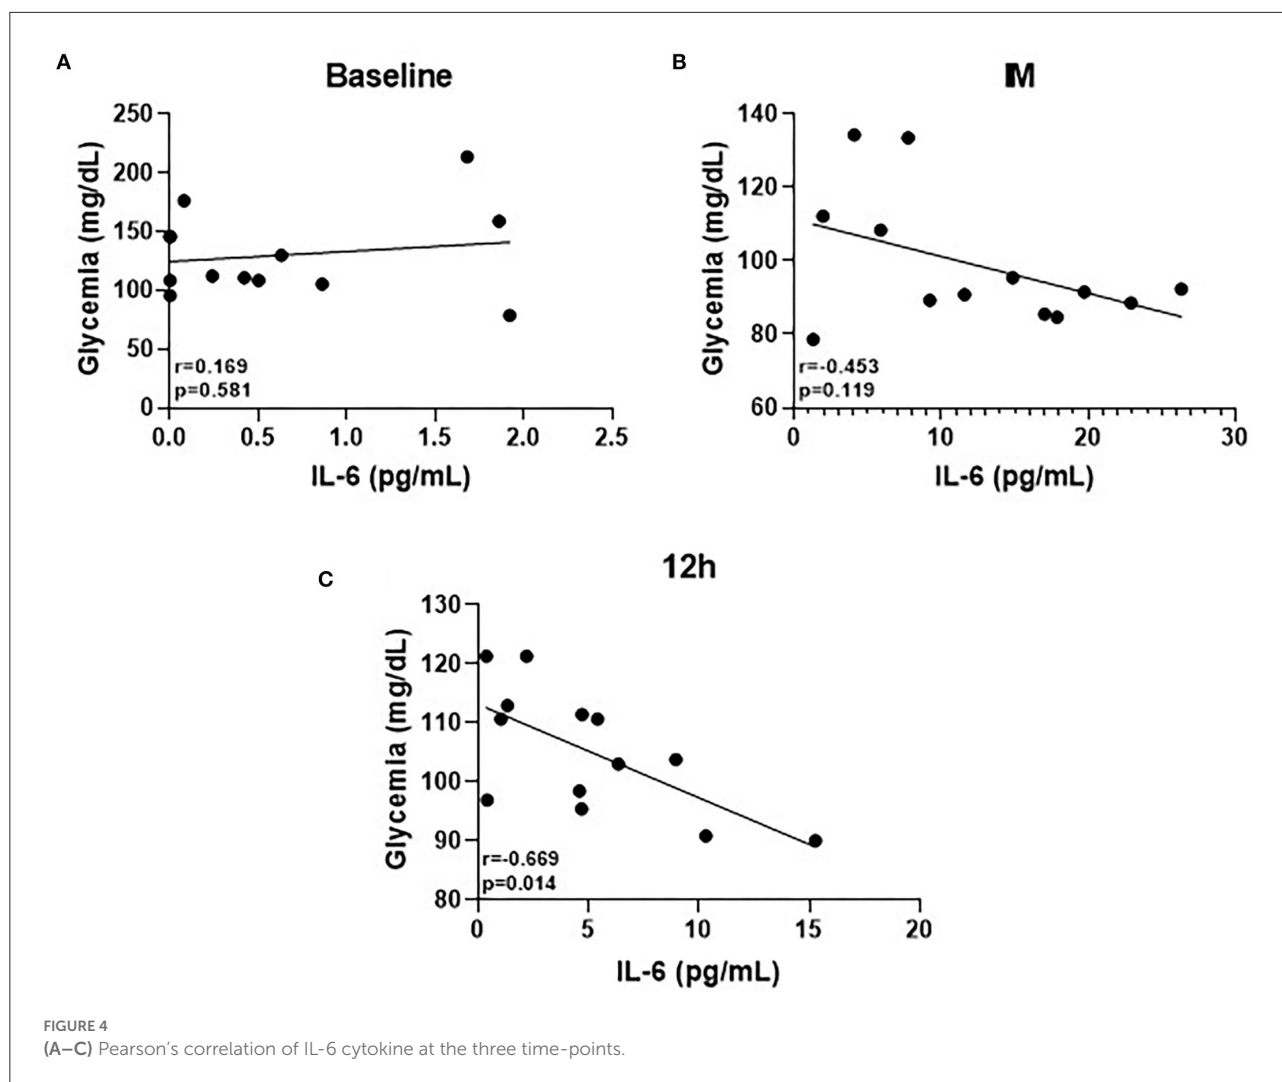 A
Baseline
250
200
150
100
50
0
Glycemia (mg/dL)
r=0.169
p=0.581
0.0 0.5 1.0 1.5 2.0 2.5
IL-6 (pg/mL)
B
IM
140
120
100
80
60
Glycemia (mg/dL)
r=-0.453
p=0.119
0 10 20 30
IL-6 (pg/mL)
C
12h
130
120
110
100
90
80
Glycemia (mg/dL)
r=-0.669
p=0.014
0 5 10 15 20
IL-6 (pg/mL)
FIGURE 4
(A–C) Pearson's correlation of IL-6 cytokine at the three time-points.